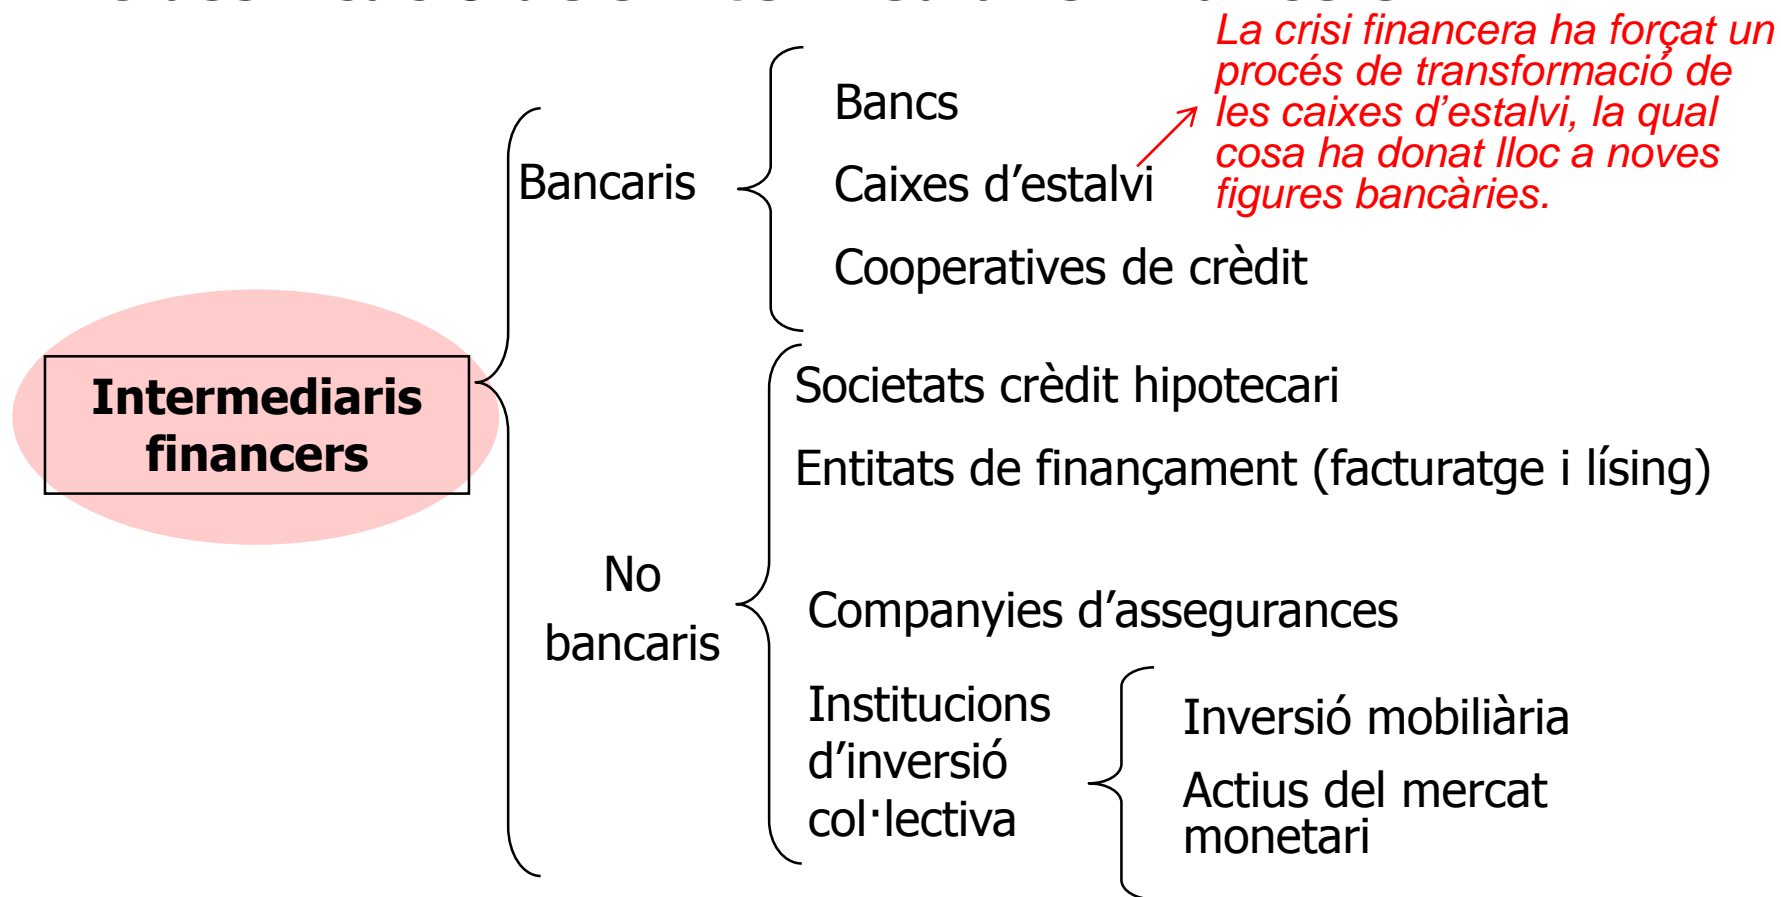 La crisi financera ha forçat un
procés de transformació de
les caixes d'estalvi, la qual
cosa ha donat lloc a noves
figures bancàries.
Bancs
Bancaris
Caixes d'estalvi
Cooperatives de crèdit
Intermediaris
financers
Societats crèdit hipotecari
Entitats de finançament (facturatge i lísing)
No
bancaris
Companyies d'assegurances
Institucions
d'inversió
col·lectiva
Inversió mobiliària
Actius del mercat
monetari